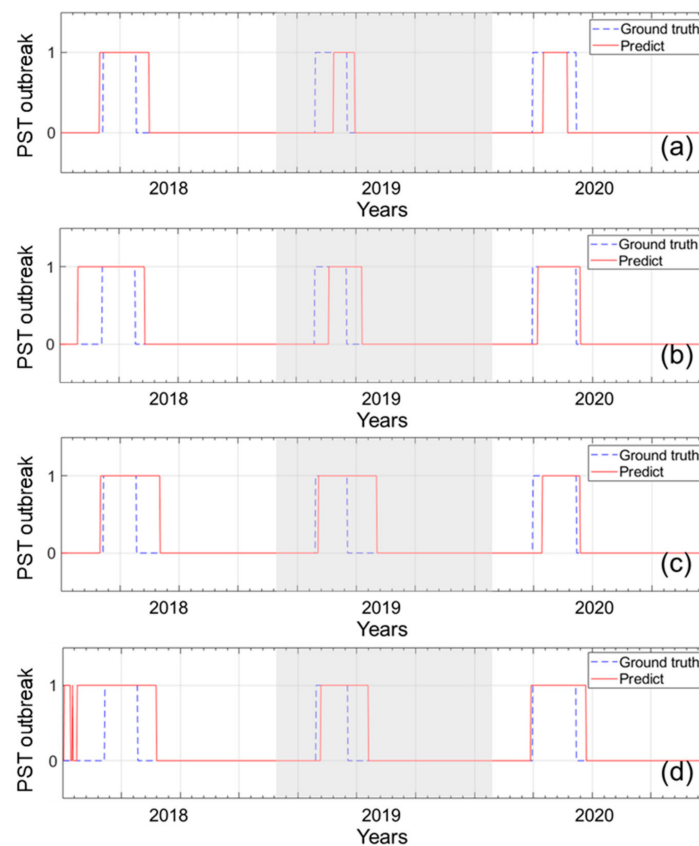 PST outbreak
1
0
Ground truth
Predict
(a)
2018 2019 2020
Years
PST outbreak
1
0
Ground truth
Predict
(b)
2018 2019 2020
Years
PST outbreak
1
0
Ground truth
Predict
(c)
2018 2019 2020
Years
PST outbreak
1
0
Ground truth
Predict
(d)
2018 2019 2020
Years